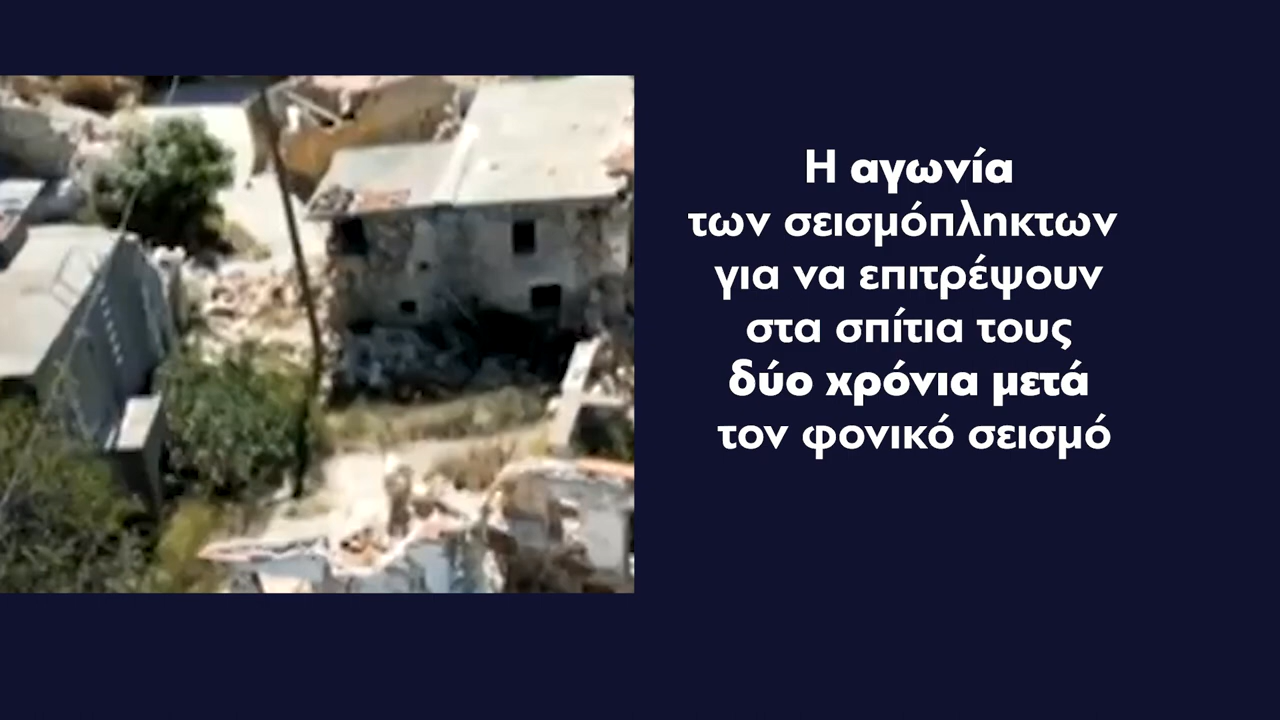 Η αγωνία
των σεισμόπληκτων
για να επιτρέψουν
στα σπίτια τους
δύο χρόνια μετά
τον φονικό σεισμό